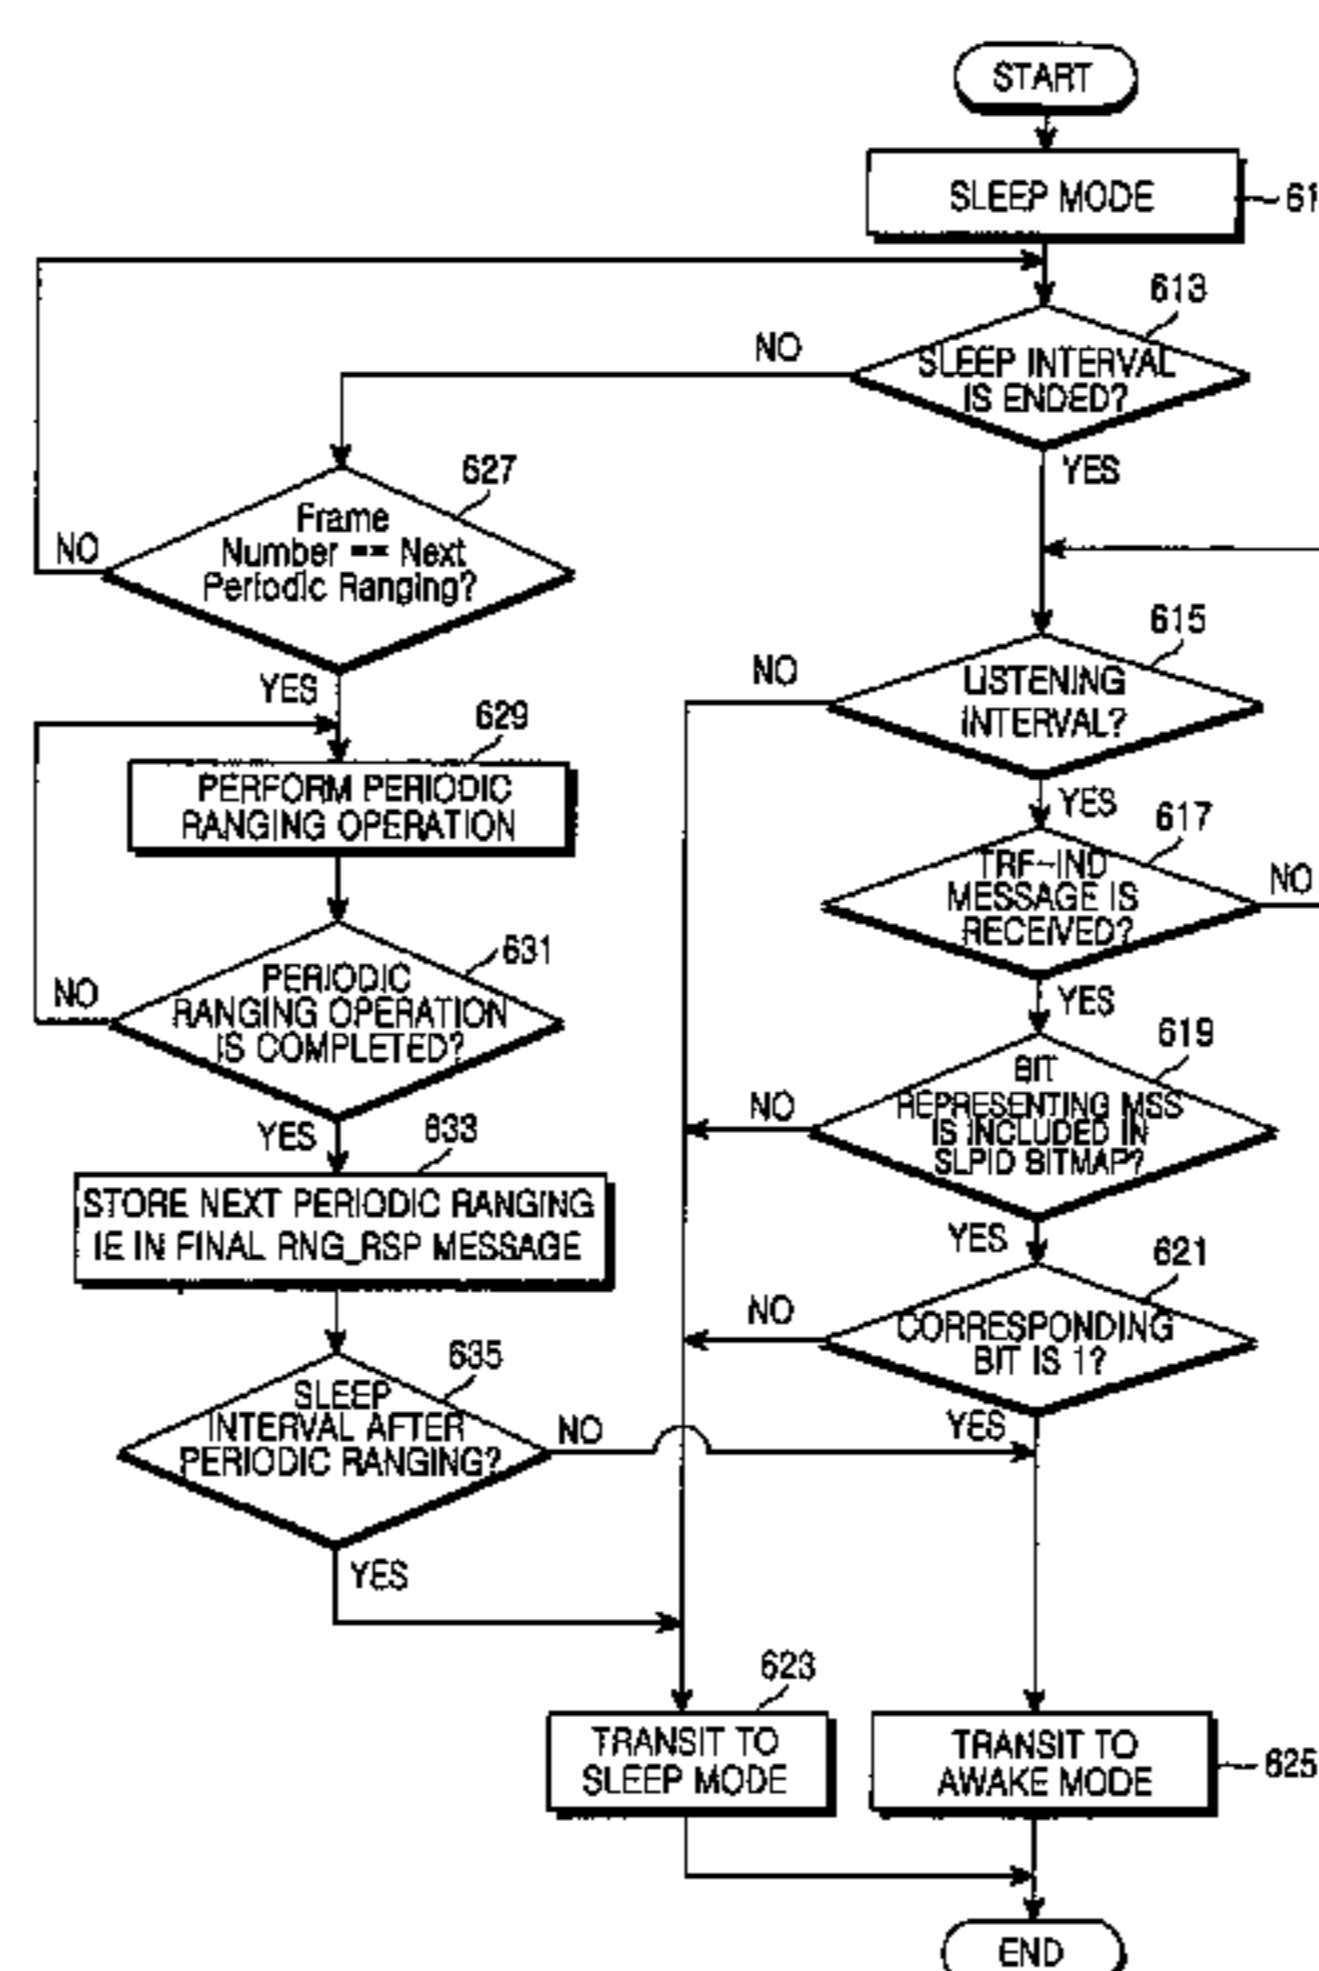 START
SLEEP MODE
61
613
NO
SLEEP INTERVAL
IS ENDED?
YES
627
Frame
Number == Next
Periodic Ranging?
NO
YES
615
NO
LISTENING
INTERVAL?
YES
629
PERFORM PERIODIC
RANGING OPERATION
617
TRF-IND
MESSAGE IS
RECEIVED?
NO
YES
631
PERIODIC
RANGING OPERATION
IS COMPLETED?
NO
YES
619
BIT
REPRESENTING MSS
IS INCLUDED IN
SLPID BITMAP?
NO
YES
633
STORE NEXT PERIODIC RANGING
IE IN FINAL RNG_RSP MESSAGE
621
NO
CORRESPONDING
BIT IS 1?
YES
635
SLEEP
INTERVAL AFTER
PERIODIC RANGING?
NO
YES
623
TRANSIT TO
SLEEP MODE
TRANSIT TO
AWAKE MODE
625
END